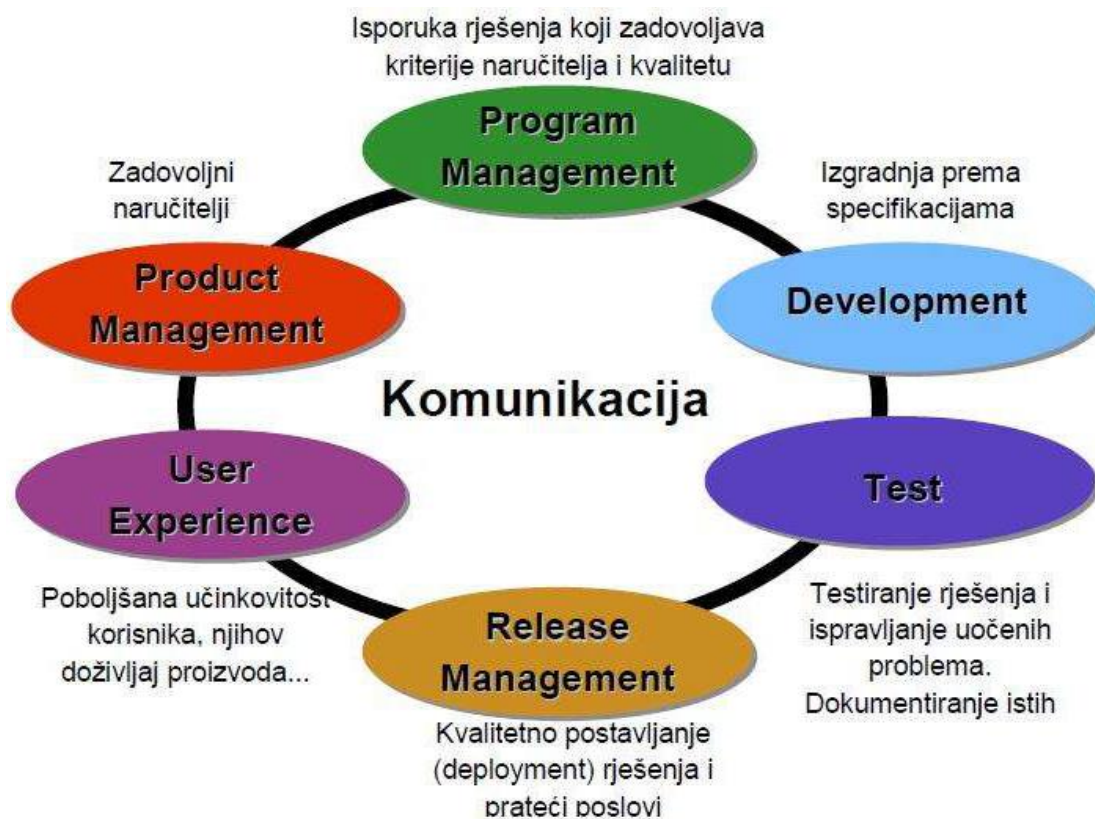 Isporuka rješenja koji zadovoljava
kriterije naručitelja i kvalitetu
Program
Management
Zadovoljni
naručitelji
Izgradnja prema
specifikacijama
Product
Management
Development
Komunikacija
User
Experience
Test
Poboljšana učinkovitost
korisnika, njihov
doživljaj proizvoda...
Release
Management
Testiranje rješenja i
ispravljanje uočenih
problema.
Dokumentiranje istih
Kvalitetno postavljanje
(deployment) rješenja i
prateći poslovi